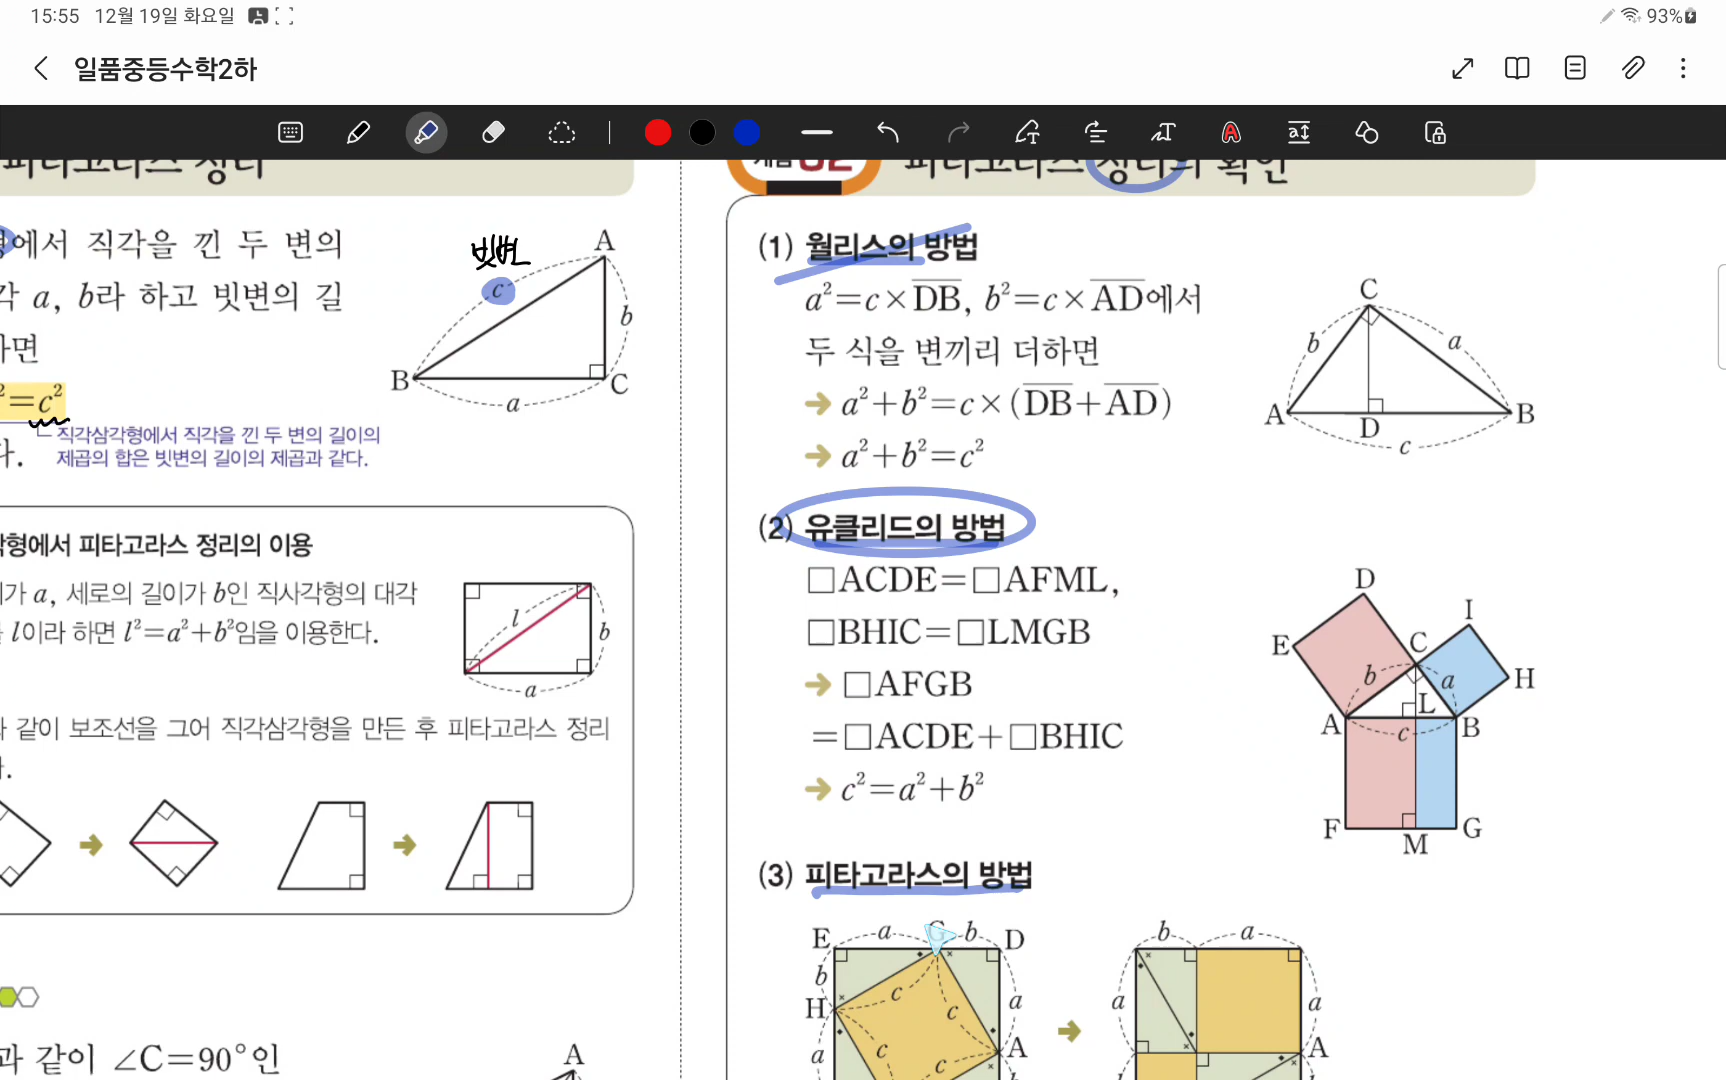 15:55 12월 19일 화요일
93%
일품중등수학2하
피타고라스 정리
에서 직각을 낀 두 변의
각 a, b라 하고 빗변의 길
하면
²=c²
직각삼각형에서 직각을 낀 두 변의 길이의
제곱의 합은 빗변의 길이의 제곱과 같다.
다.
빗변
A
c
b
B
C
a
각형에서 피타고라스 정리의 이용
가 a, 세로의 길이가 b인 직사각형의 대각
l이라 하면 l²=a²+b²임을 이용한다.
l
b
a
같이 보조선을 그어 직각삼각형을 만든 후 피타고라스 정리
과 같이 ∠C=90°인
A
피타고라스 정리의 확인
(1) 월리스의 방법
a²=c×D̅B̅, b²=c×A̅D̅에서
두 식을 변끼리 더하면
➔ a²+b²=c×(D̅B̅+A̅D̅)
➔ a²+b²=c²
C
b
a
A
D
B
c
(2) 유클리드의 방법
□ACDE=□AFML,
□BHIC=□LMGB
➔ □AFGB
=□ACDE+□BHIC
➔ c²=a²+b²
D
I
E
C
H
b
a
L
A
c
B
F
M
G
(3) 피타고라스의 방법
E a G b D
b
H
c
c
a
a
c
c
A
b a
a
a
A